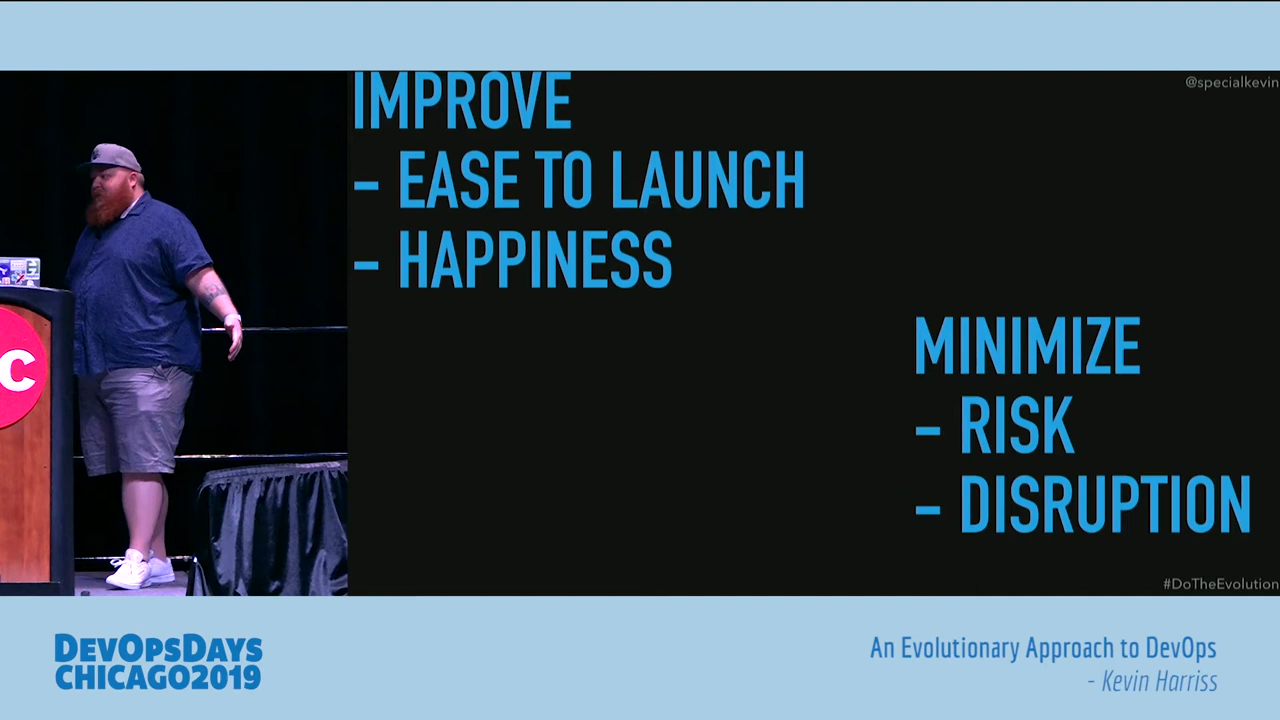 @specialkevin
IMPROVE
- EASE TO LAUNCH
- HAPPINESS
MINIMIZE
- RISK
- DISRUPTION
#DoTheEvolution
C
DEVOPSDAYS
CHICAGO2019
An Evolutionary Approach to DevOps
- Kevin Harriss